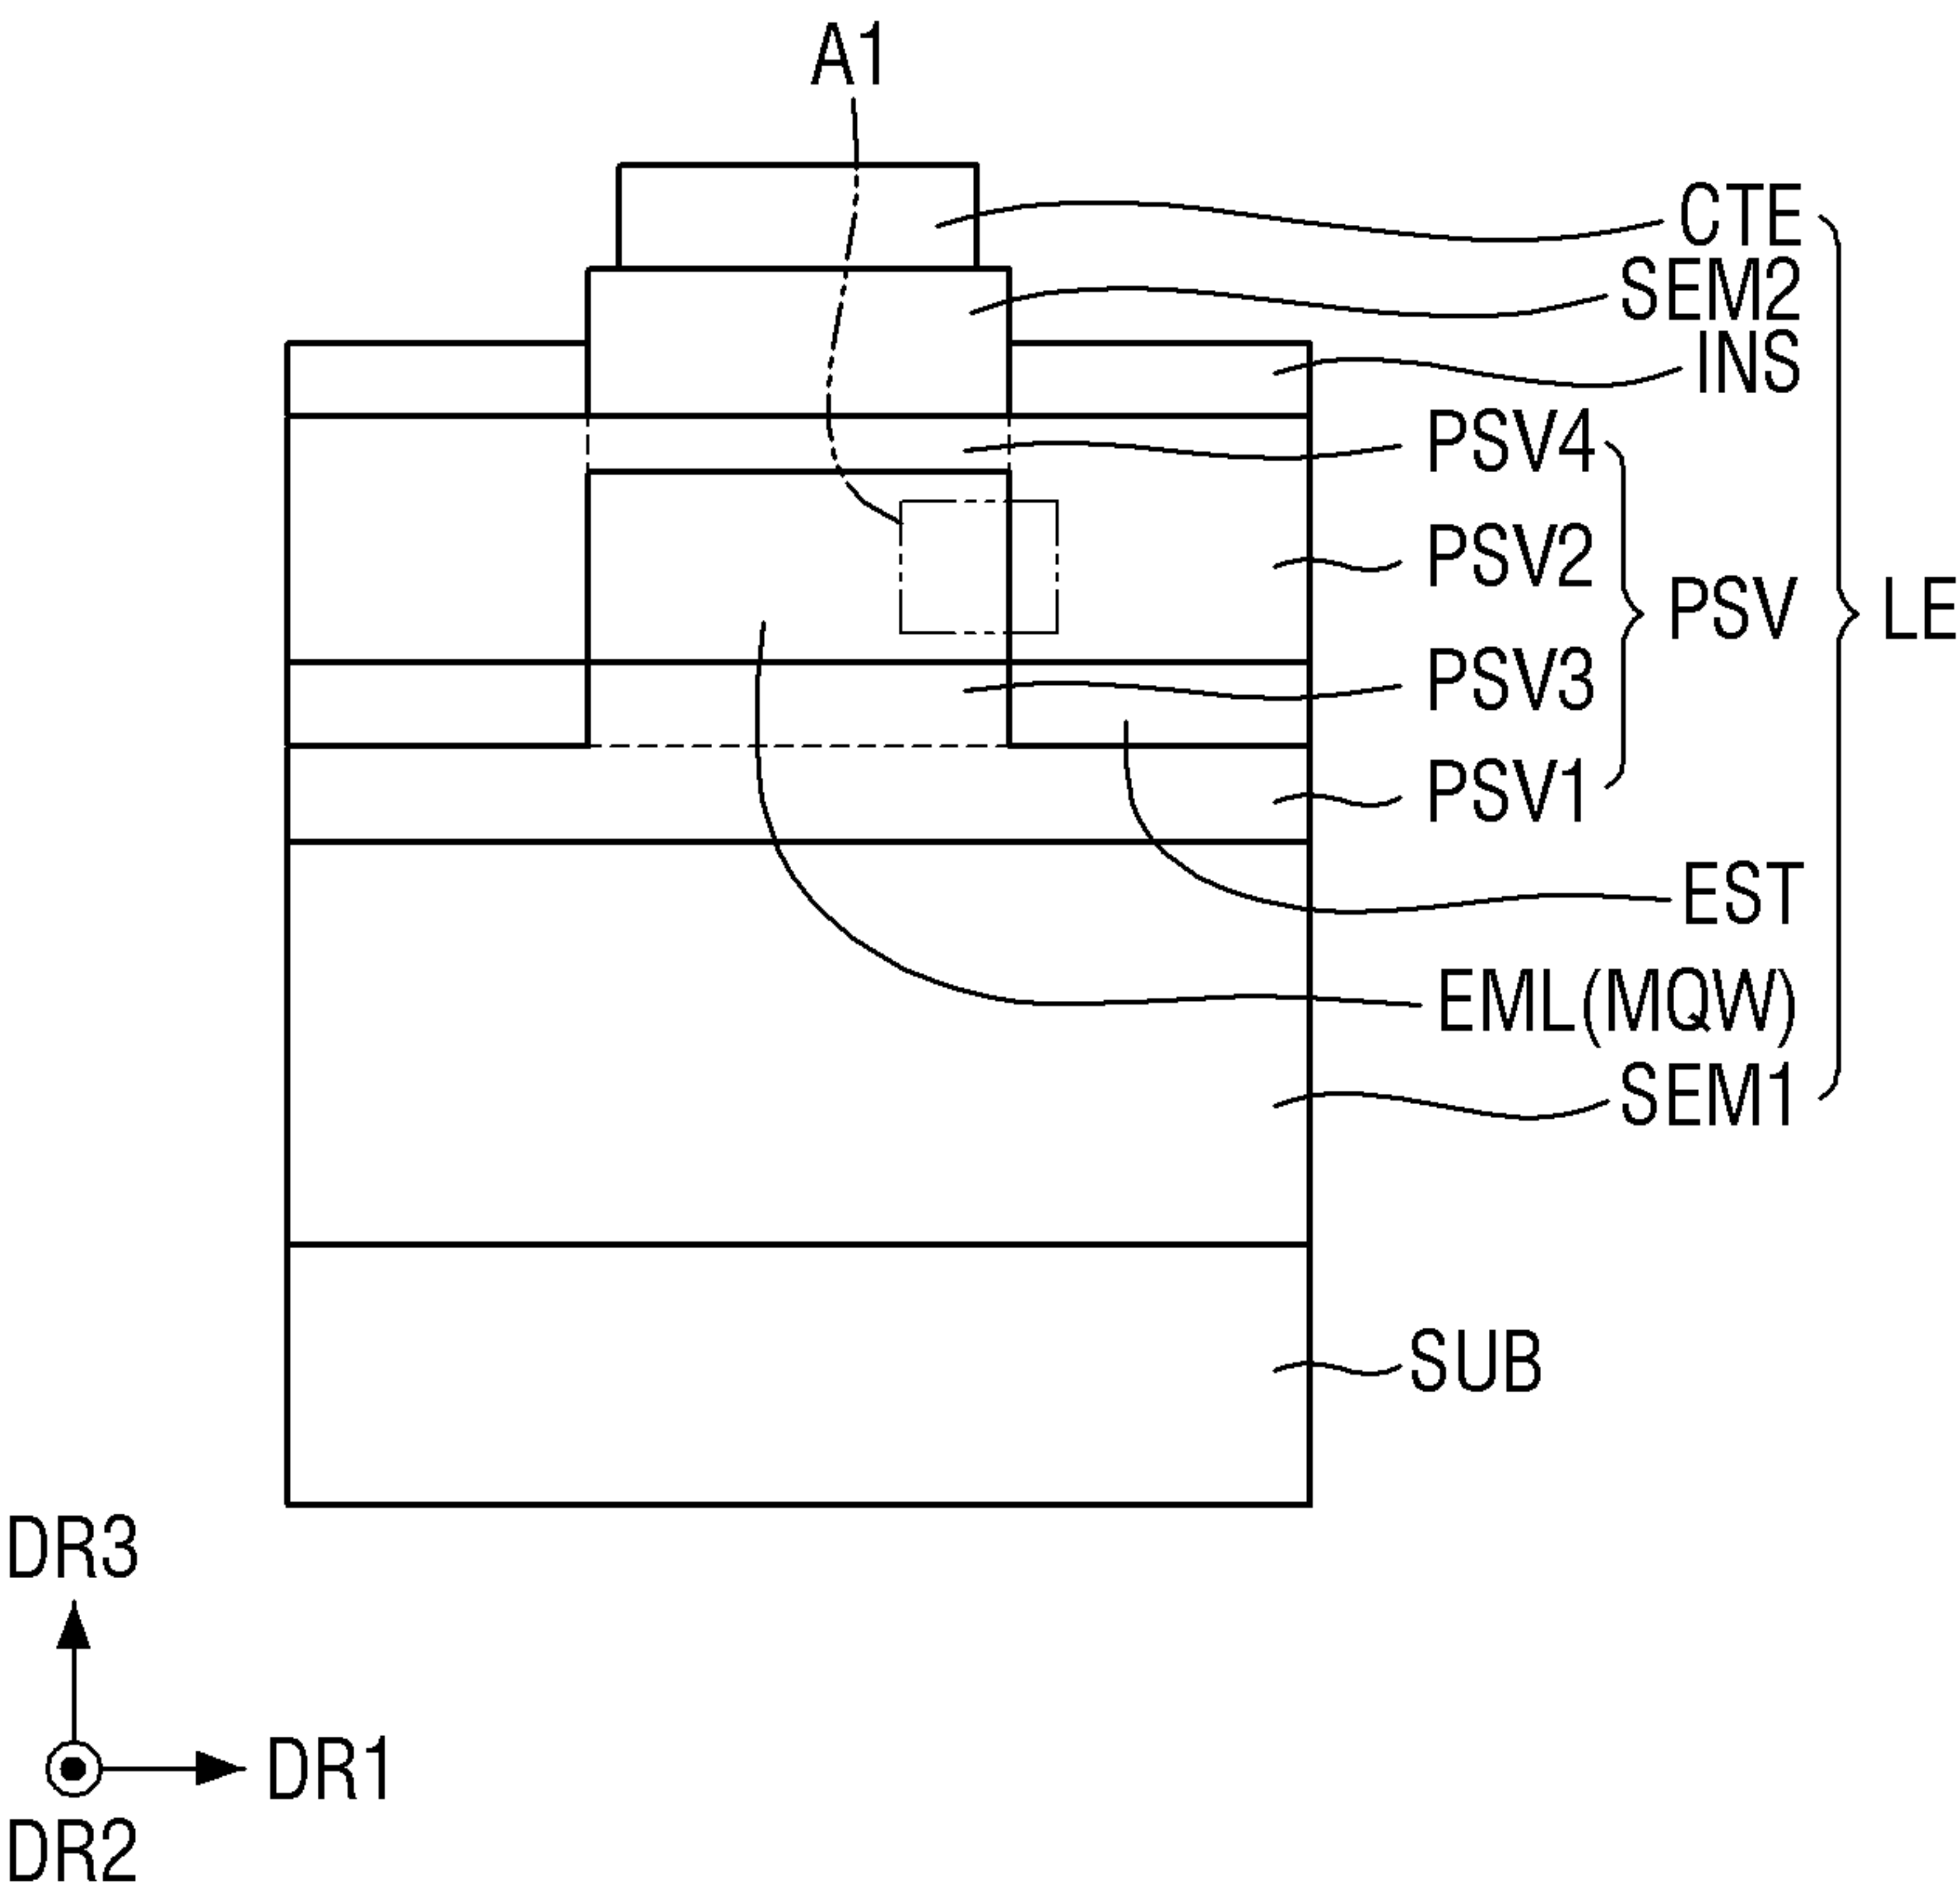 A1
CTE
SEM2
INS
PSV4
PSV2
PSV LE
PSV3
PSV1
EST
EML(MQW)
SEM1
SUB
DR3
DR1
DR2